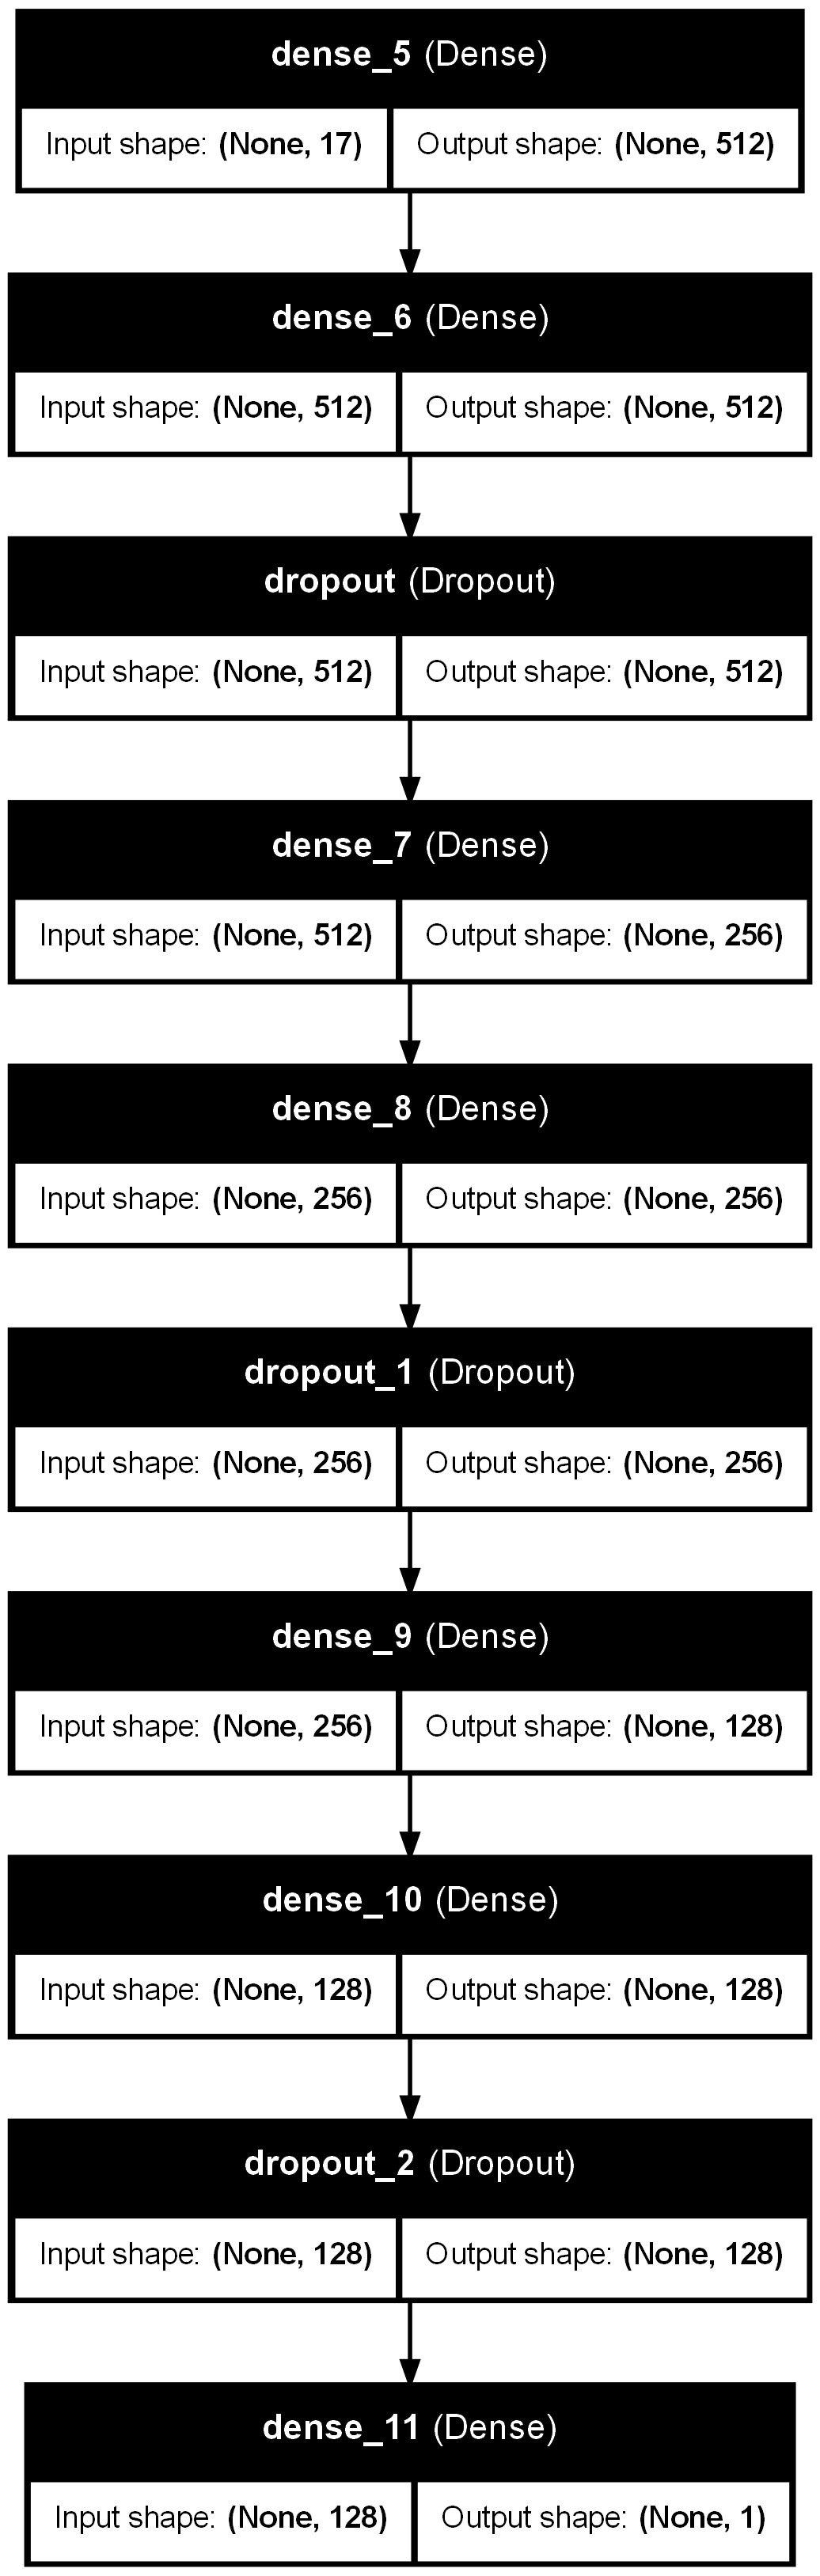 dense_5 (Dense)
Input shape: (None, 17) Output shape: (None, 512)
dense_6 (Dense)
Input shape: (None, 512) Output shape: (None, 512)
dropout (Dropout)
Input shape: (None, 512) Output shape: (None, 512)
dense_7 (Dense)
Input shape: (None, 512) Output shape: (None, 256)
dense_8 (Dense)
Input shape: (None, 256) Output shape: (None, 256)
dropout_1 (Dropout)
Input shape: (None, 256) Output shape: (None, 256)
dense_9 (Dense)
Input shape: (None, 256) Output shape: (None, 128)
dense_10 (Dense)
Input shape: (None, 128) Output shape: (None, 128)
dropout_2 (Dropout)
Input shape: (None, 128) Output shape: (None, 128)
dense_11 (Dense)
Input shape: (None, 128) Output shape: (None, 1)